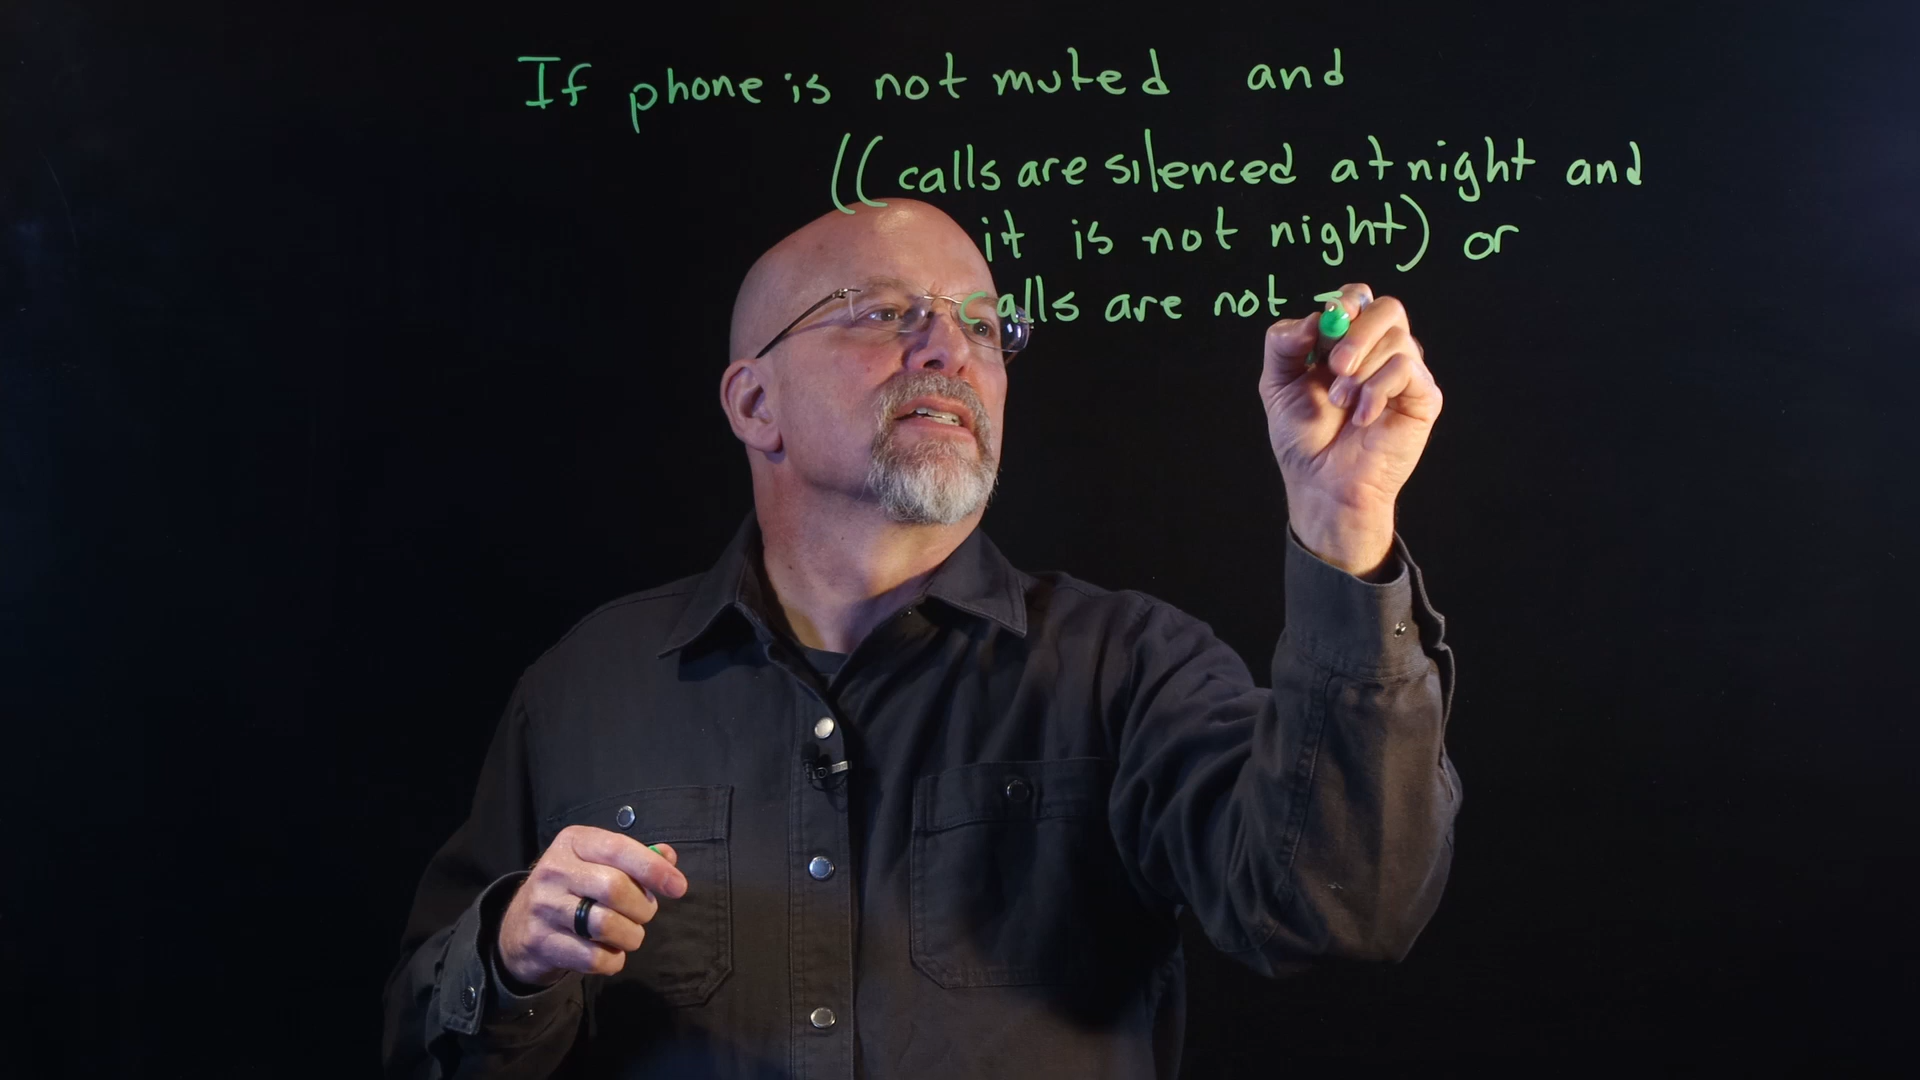 If phone is not muted and
((calls are silenced at night and
it is not night) or
calls are not